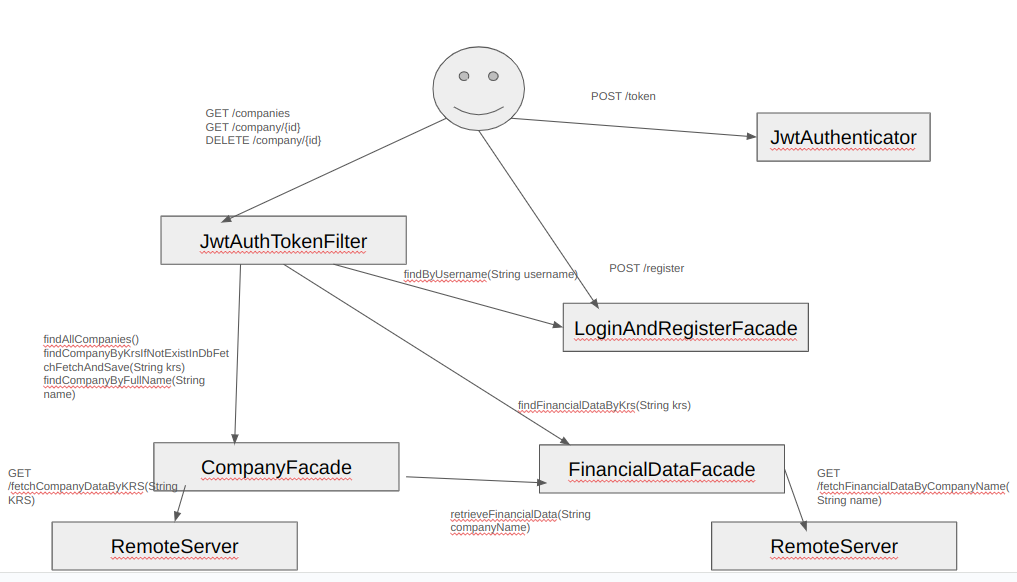 POST /token
GET /companies
GET /company/{id}
DELETE /company/{id}
JwtAuthenticator
JwtAuthTokenFilter
findByUsername(String username)
POST /register
LoginAndRegisterFacade
findAllCompanies()
findCompanyByKrsIfNotExistInDbFet
chFetchAndSave(String krs)
findCompanyByFullName(String
name)
findFinancialDataByKrs(String krs)
CompanyFacade
FinancialDataFacade
GET
/fetchCompanyDataByKRS(String
KRS)
GET
/fetchFinancialDataByCompanyName(
String name)
retrieveFinancialData(String
companyName)
RemoteServer
RemoteServer